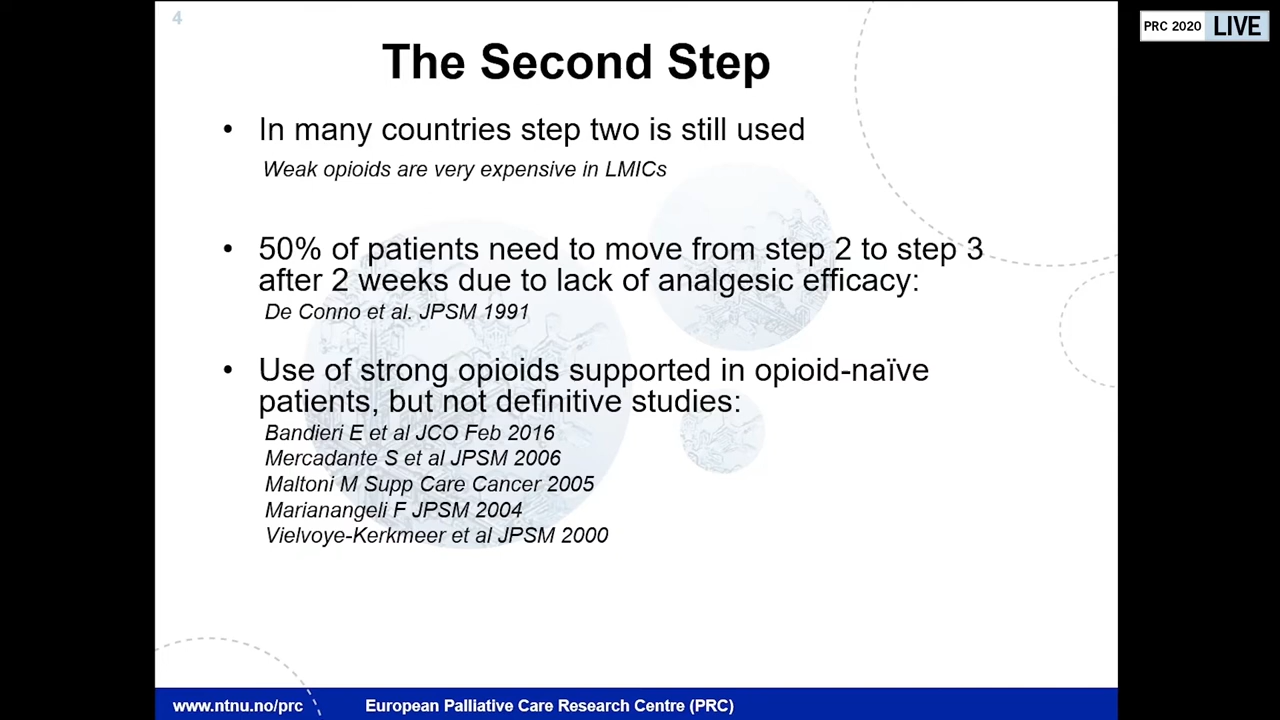 4
PRC 2020 LIVE
The Second Step
• In many countries step two is still used
Weak opioids are very expensive in LMICs
• 50% of patients need to move from step 2 to step 3
after 2 weeks due to lack of analgesic efficacy:
De Conno et al. JPSM 1991
• Use of strong opioids supported in opioid-naïve
patients, but not definitive studies:
Bandieri E et al JCO Feb 2016
Mercadante S et al JPSM 2006
Maltoni M Supp Care Cancer 2005
Marianangeli F JPSM 2004
Vielvoye-Kerkmeer et al JPSM 2000
www.ntnu.no/prc European Palliative Care Research Centre (PRC)